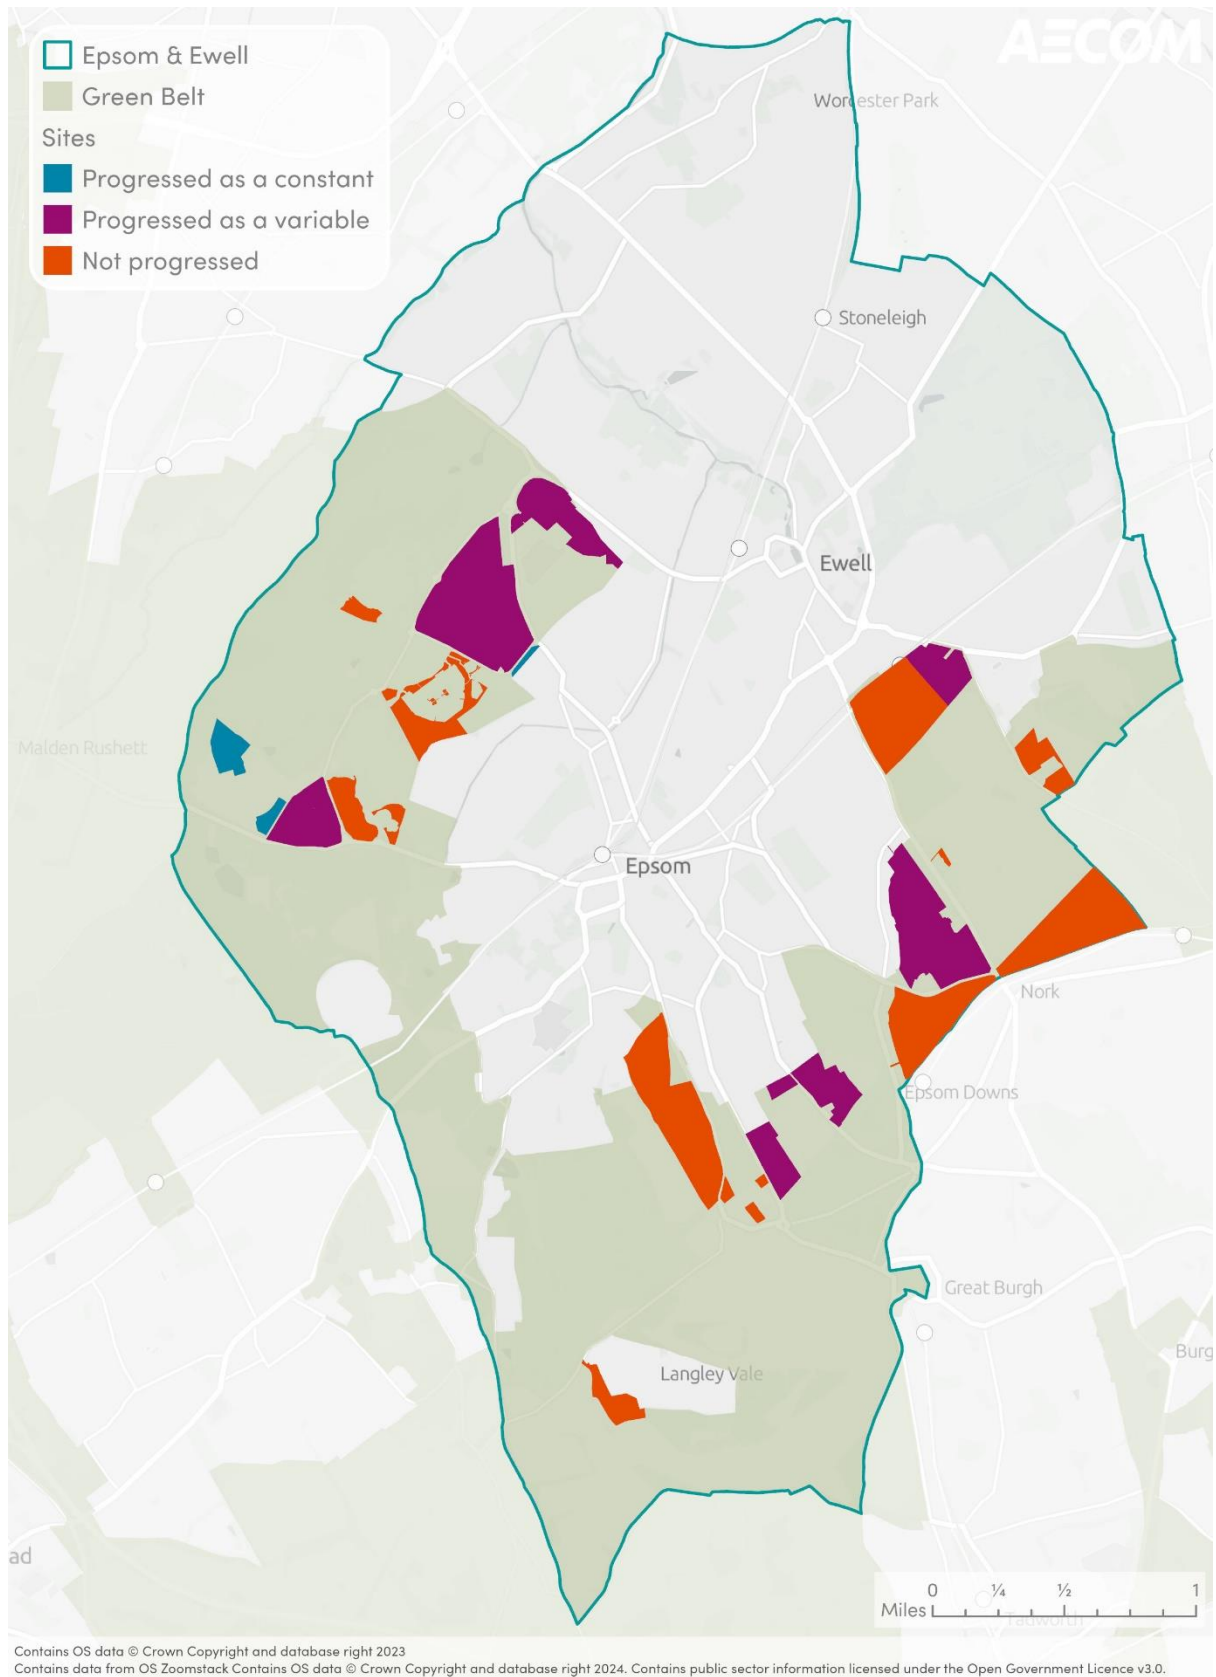 AECOM
Epsom & Ewell
Green Belt
Sites
Progressed as a constant
Progressed as a variable
Not progressed
Worcester Park
Stoneleigh
Ewell
Malden Rushett
Epsom
Nork
Epsom Downs
Great Burgh
Burg
Langley Vale
ad
0 ¼ ½ 1
Miles
Tadworth
Contains OS data © Crown Copyright and database right 2023
Contains data from OS Zoomstack Contains OS data © Crown Copyright and database right 2024. Contains public sector information licensed under the Open Government Licence v3.0.